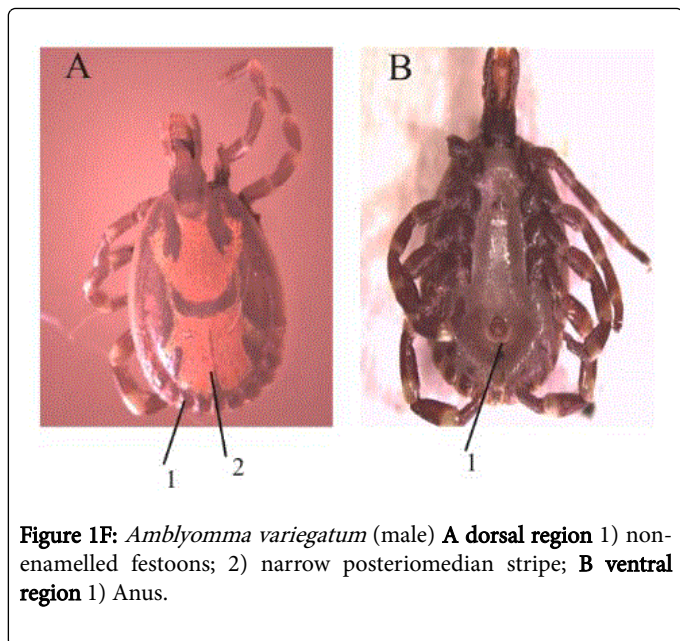 A
B
1
2
1
Figure 1F: Amblyomma variegatum (male) A dorsal region 1) non-
enamelled festoons; 2) narrow posteriomedian stripe; B ventral
region 1) Anus.